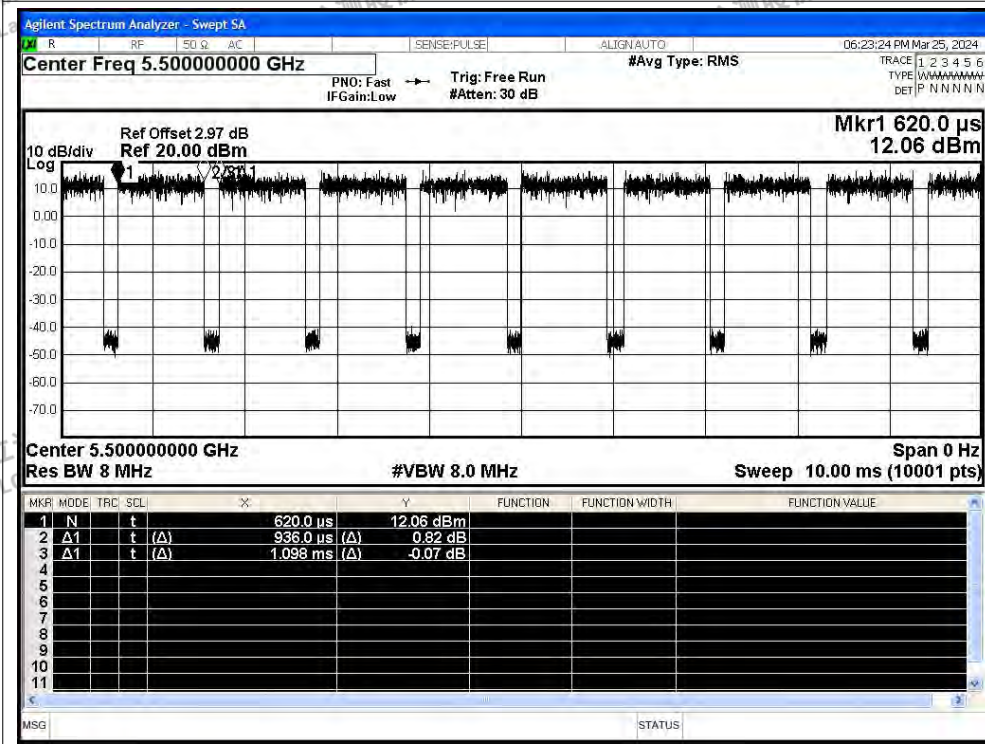 Agilent Spectrum Analyzer - Swept SA
LXI R RF 50 Ω AC SENSE:PULSE ALIGN AUTO 06:23:24 PM Mar 25, 2024
Center Freq 5.500000000 GHz #Avg Type: RMS TRACE 1 2 3 4 5 6
PNO: Fast Trig: Free Run TYPE WWWWWW
IFGain:Low #Atten: 30 dB DET P N N N N N
Mkr1 620.0 µs
Ref Offset 2.97 dB
10 dB/div Ref 20.00 dBm 12.06 dBm
Log
1
10.0
0.00
-10.0
-20.0
-30.0
-40.0
-50.0
-60.0
-70.0
Center 5.500000000 GHz Span 0 Hz
Res BW 8 MHz #VBW 8.0 MHz Sweep 10.00 ms (10001 pts)
MKR MODE TRC SCL X Y FUNCTION FUNCTION WIDTH FUNCTION VALUE
1 N t 620.0 µs 12.06 dBm
2 Δ1 t (Δ) 936.0 µs (Δ) 0.82 dB
3 Δ1 t (Δ) 1.098 ms (Δ) -0.07 dB
4
5
6
7
8
9
10
11
MSG STATUS